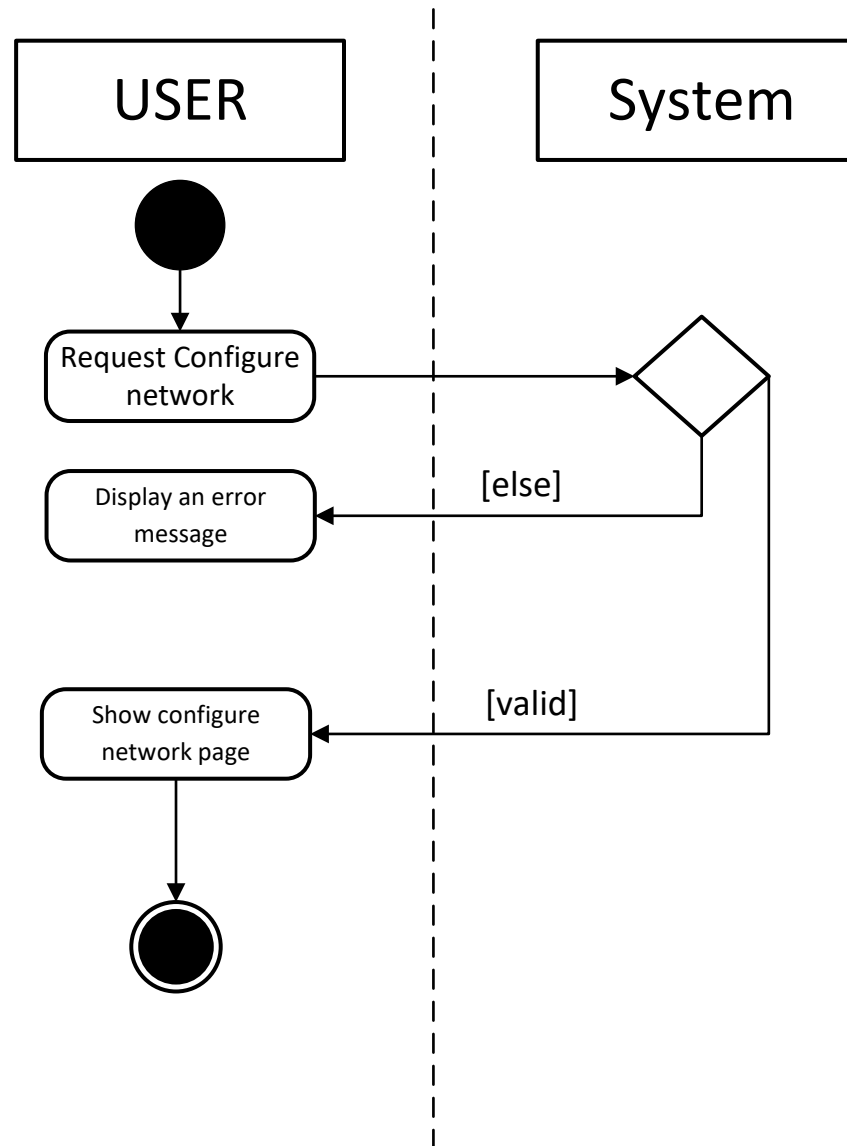 USER
System
Request Configure
network
[else]
Display an error
message
[valid]
Show configure
network page